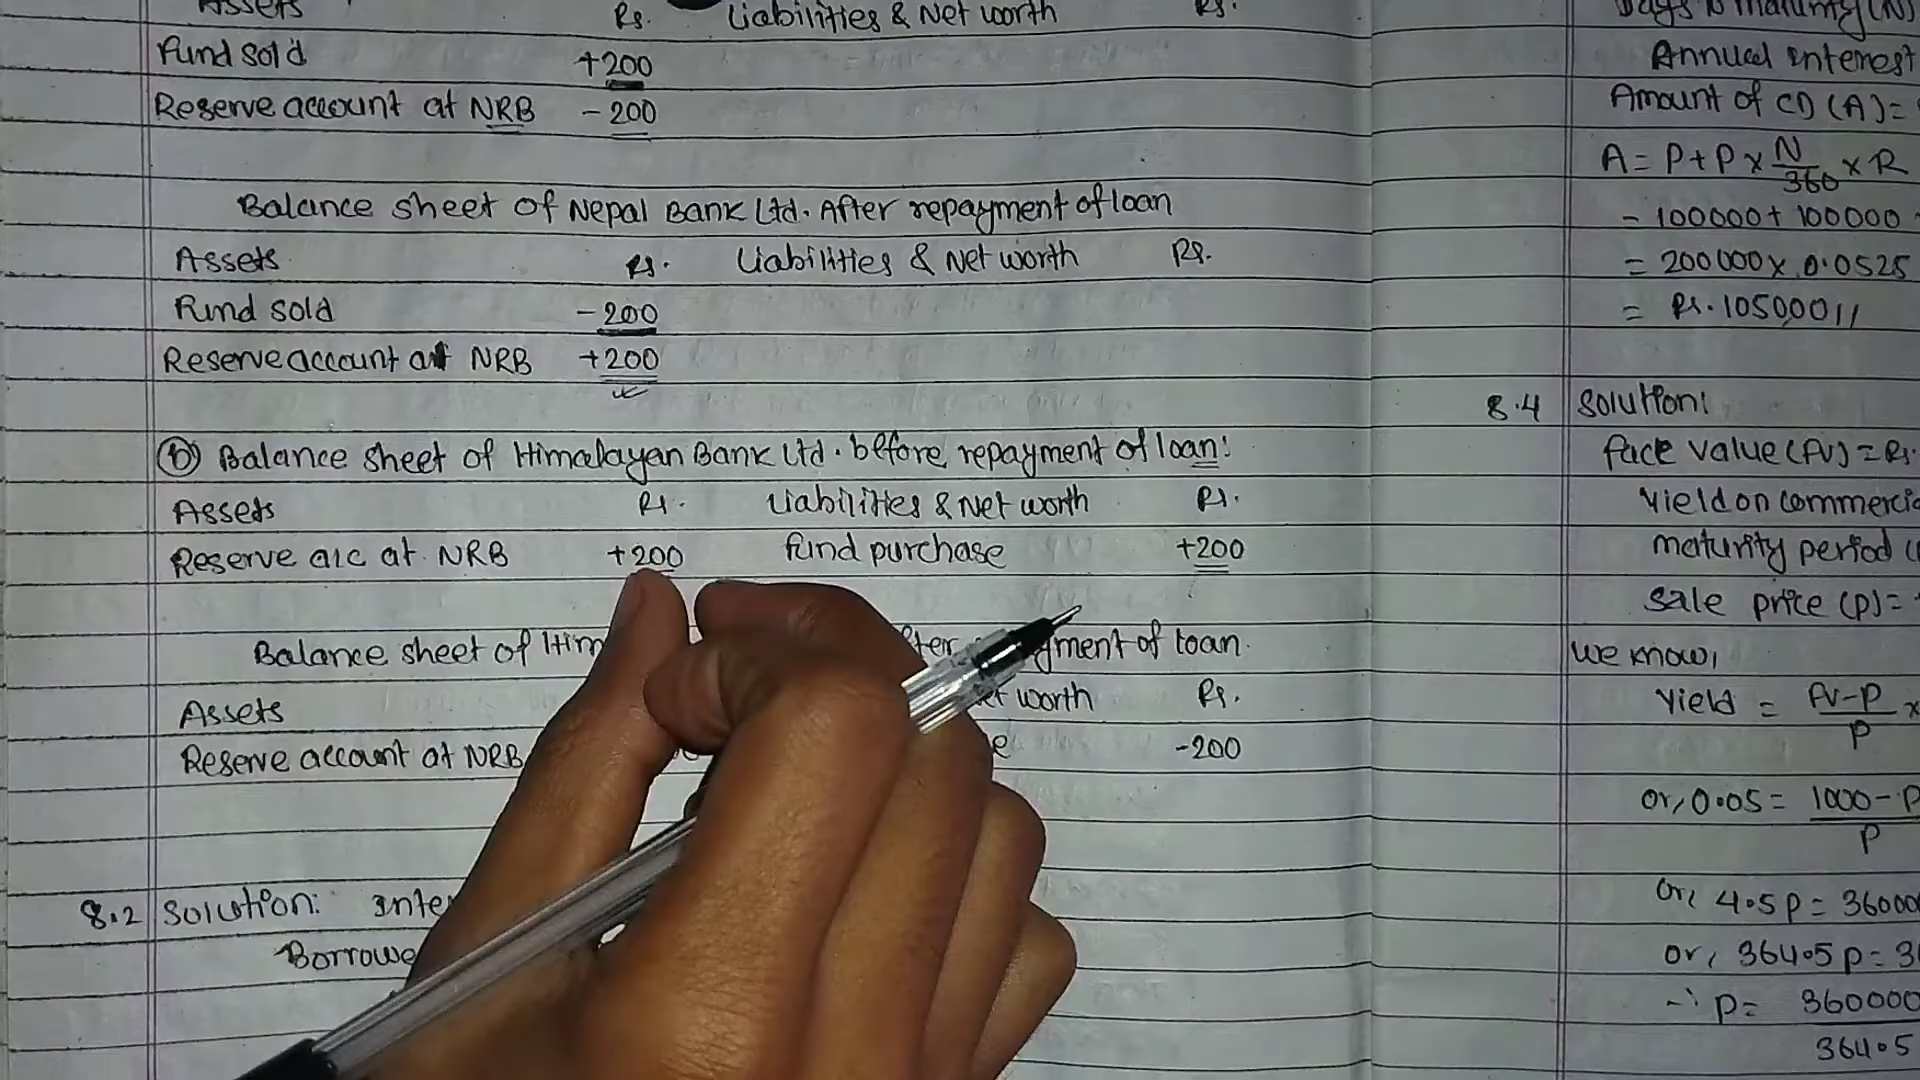 Assets Rs. Liabilities & Net worth Rs.
Fund sold +200
Reserve account at NRB - 200
Balance sheet of Nepal Bank Ltd. After repayment of loan
Assets Rs. Liabilities & Net worth Rs.
Fund sold - 200
Reserve account at NRB +200
(b) Balance sheet of Himalayan Bank Ltd. before repayment of loan:
Assets Rs. Liabilities & Net worth Rs.
Reserve a/c at NRB +200 fund purchase +200
Balance sheet of Him ment of loan.
Assets worth Rs.
Reserve account at NRB -200
8.2 Solution:
Annual interest
Amount of CD (A) =
A = P + P × N/360 × R
= 100000 + 100000
= 200000 × 0.0525
= Rs. 10500011
8.4 Solution:
face value (FV) = Rs.
Yield on
maturity period
sale price (P) =
We know,
Yield = FV-P/P ×
or, 0.05 = 1000-P/P
or, 4.5P = 36000
or, 364.5P = 3
P = 360000/364.5